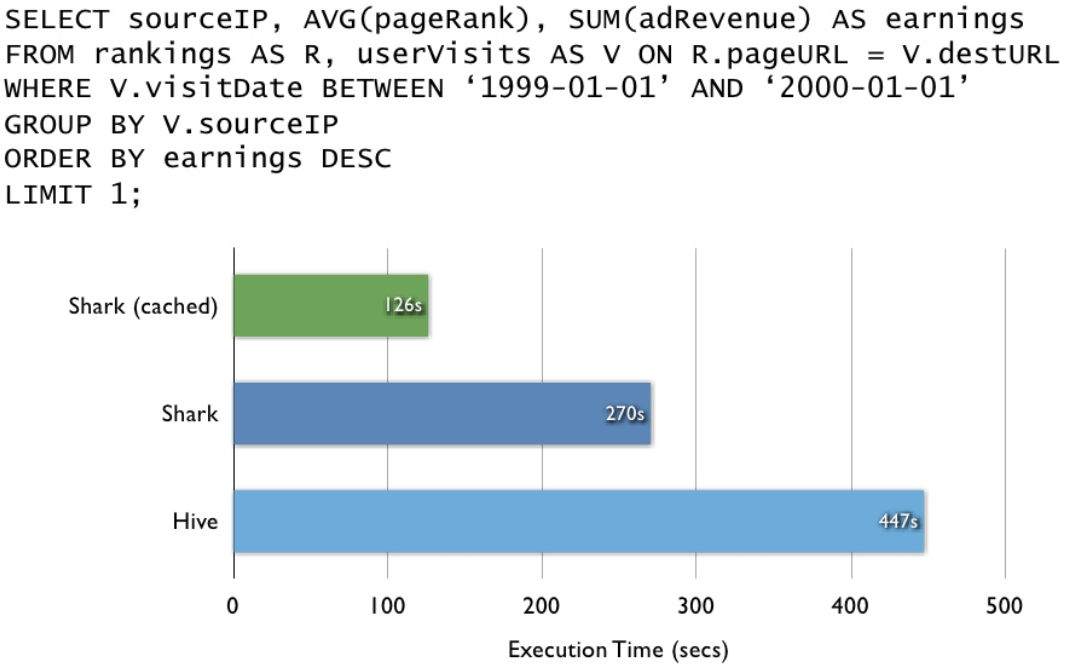 SELECT sourceIP, AVG(pageRank), SUM(adRevenue) AS earnings
FROM rankings AS R, userVisits AS V ON R.pageURL = V.destURL
WHERE V.visitDate BETWEEN ‘1999-01-01’ AND ‘2000-01-01’
GROUP BY V.sourceIP
ORDER BY earnings DESC
LIMIT 1;
Shark (cached) 126s
Shark 270s
Hive 447s
0 100 200 300 400 500
Execution Time (secs)